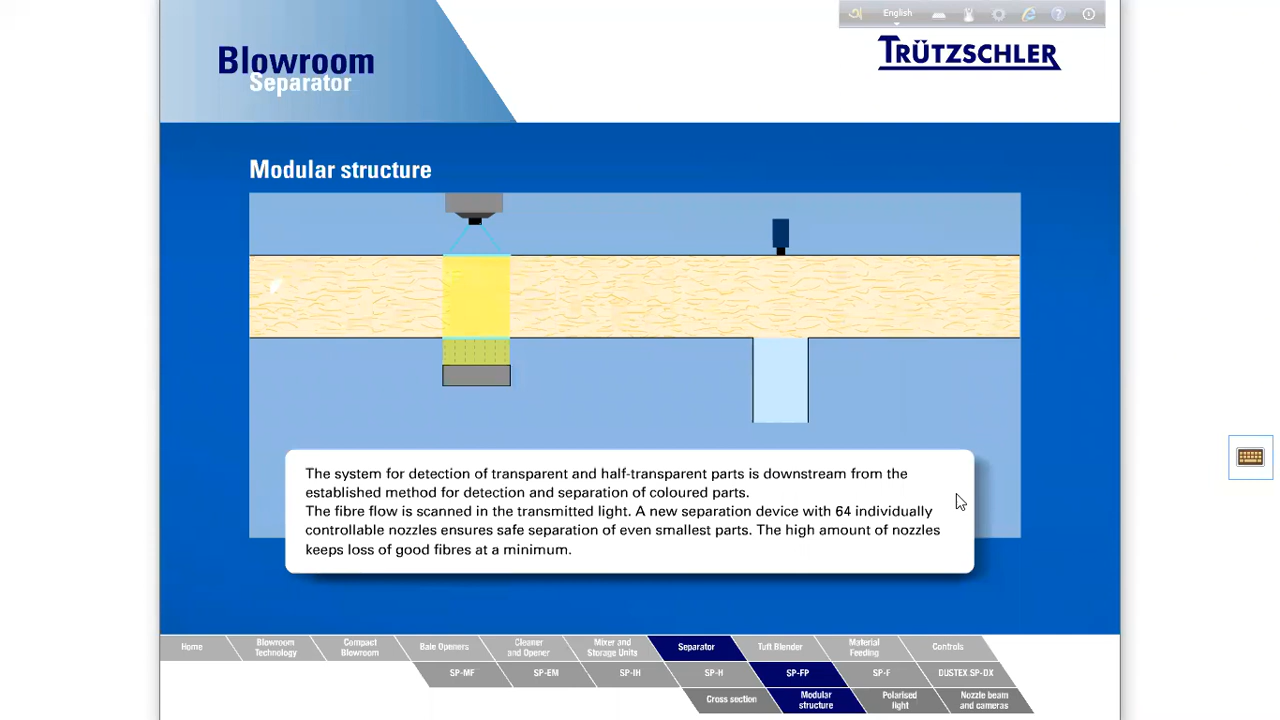 English
Blowroom
Separator
TRÜTZSCHLER
Modular structure
The system for detection of transparent and half-transparent parts is downstream from the
established method for detection and separation of coloured parts.
The fibre flow is scanned in the transmitted light. A new separation device with 64 individually
controllable nozzles ensures safe separation of even smallest parts. The high amount of nozzles
keeps loss of good fibres at a minimum.
Home
Blowroom
Technology
Compact
Blowroom
Bale Openers
Cleaner
and Opener
Mixer and
Storage Units
Separator
Tuft Blender
Material
Feeding
Controls
SP-MF
SP-EM
SP-IH
SP-H
SP-FP
SP-F
DUSTEX SP-DX
Cross section
Modular
structure
Polarised
light
Nozzle beam
and cameras